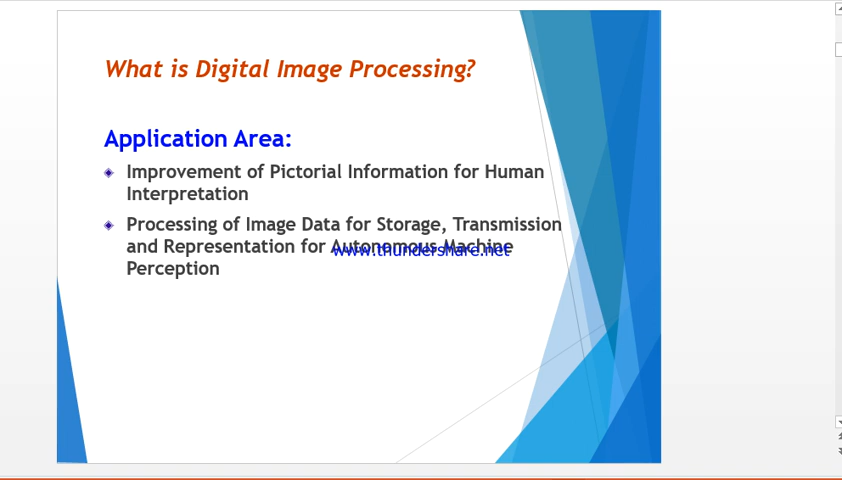 What is Digital Image Processing?
Application Area:
Improvement of Pictorial Information for Human
Interpretation
Processing of Image Data for Storage, Transmission
and Representation for Autonomous Machine
www.thundershare.net
Perception